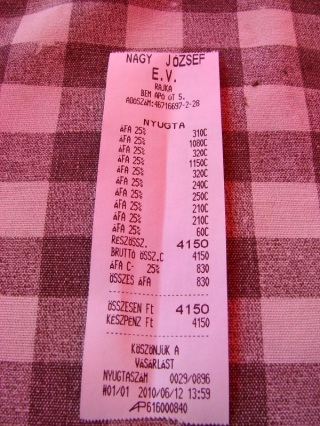 NAGY JÓZSEF
E.V.
RAJKA
BEM APó úT 5.
ADóSZáM:46716697-2-28
NYUGTA
áFA 25% 310C
áFA 25% 1080C
áFA 25% 320C
áFA 25% 1150C
áFA 25% 320C
áFA 25% 240C
áFA 25% 250C
áFA 25% 210C
áFA 25% 210C
áFA 25% 60C
RéSZöSSZ. 4150
BRUTTó öSSZ.C 4150
áFA C- 25% 830
öSSZES áFA 830
öSSZESEN Ft 4150
KéSZPéNZ Ft 4150
KöSZöNJüK A
VáSáRLáST
NYUGTASZáM 0029/0896
#01/01 2010/06/12 13:59
AP616000840